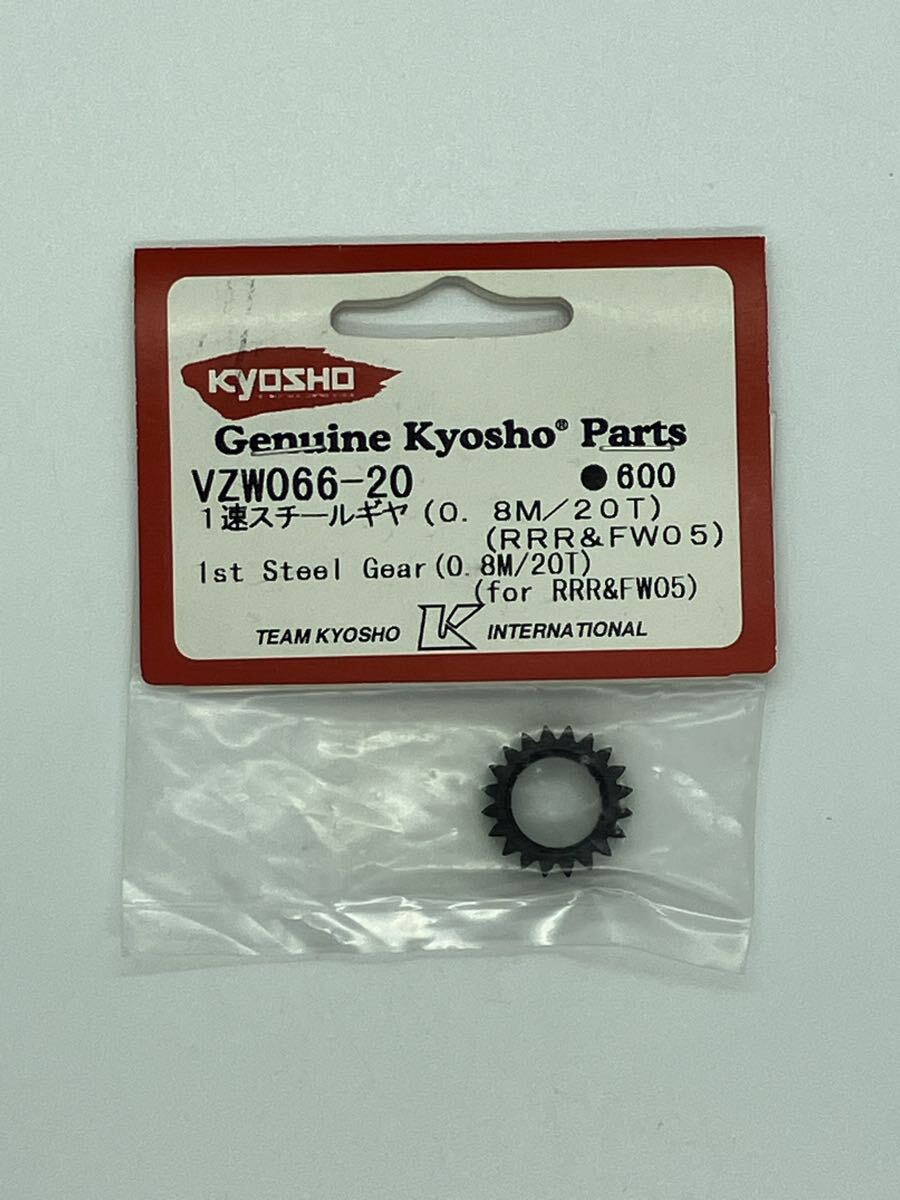 KYOSHO
Genuine Kyosho® Parts
VZW066-20 ●600
1速スチールギヤ(0.8M/20T)
(RRR&FW05)
1st Steel Gear(0.8M/20T)
(for RRR&FW05)
TEAM KYOSHO K INTERNATIONAL